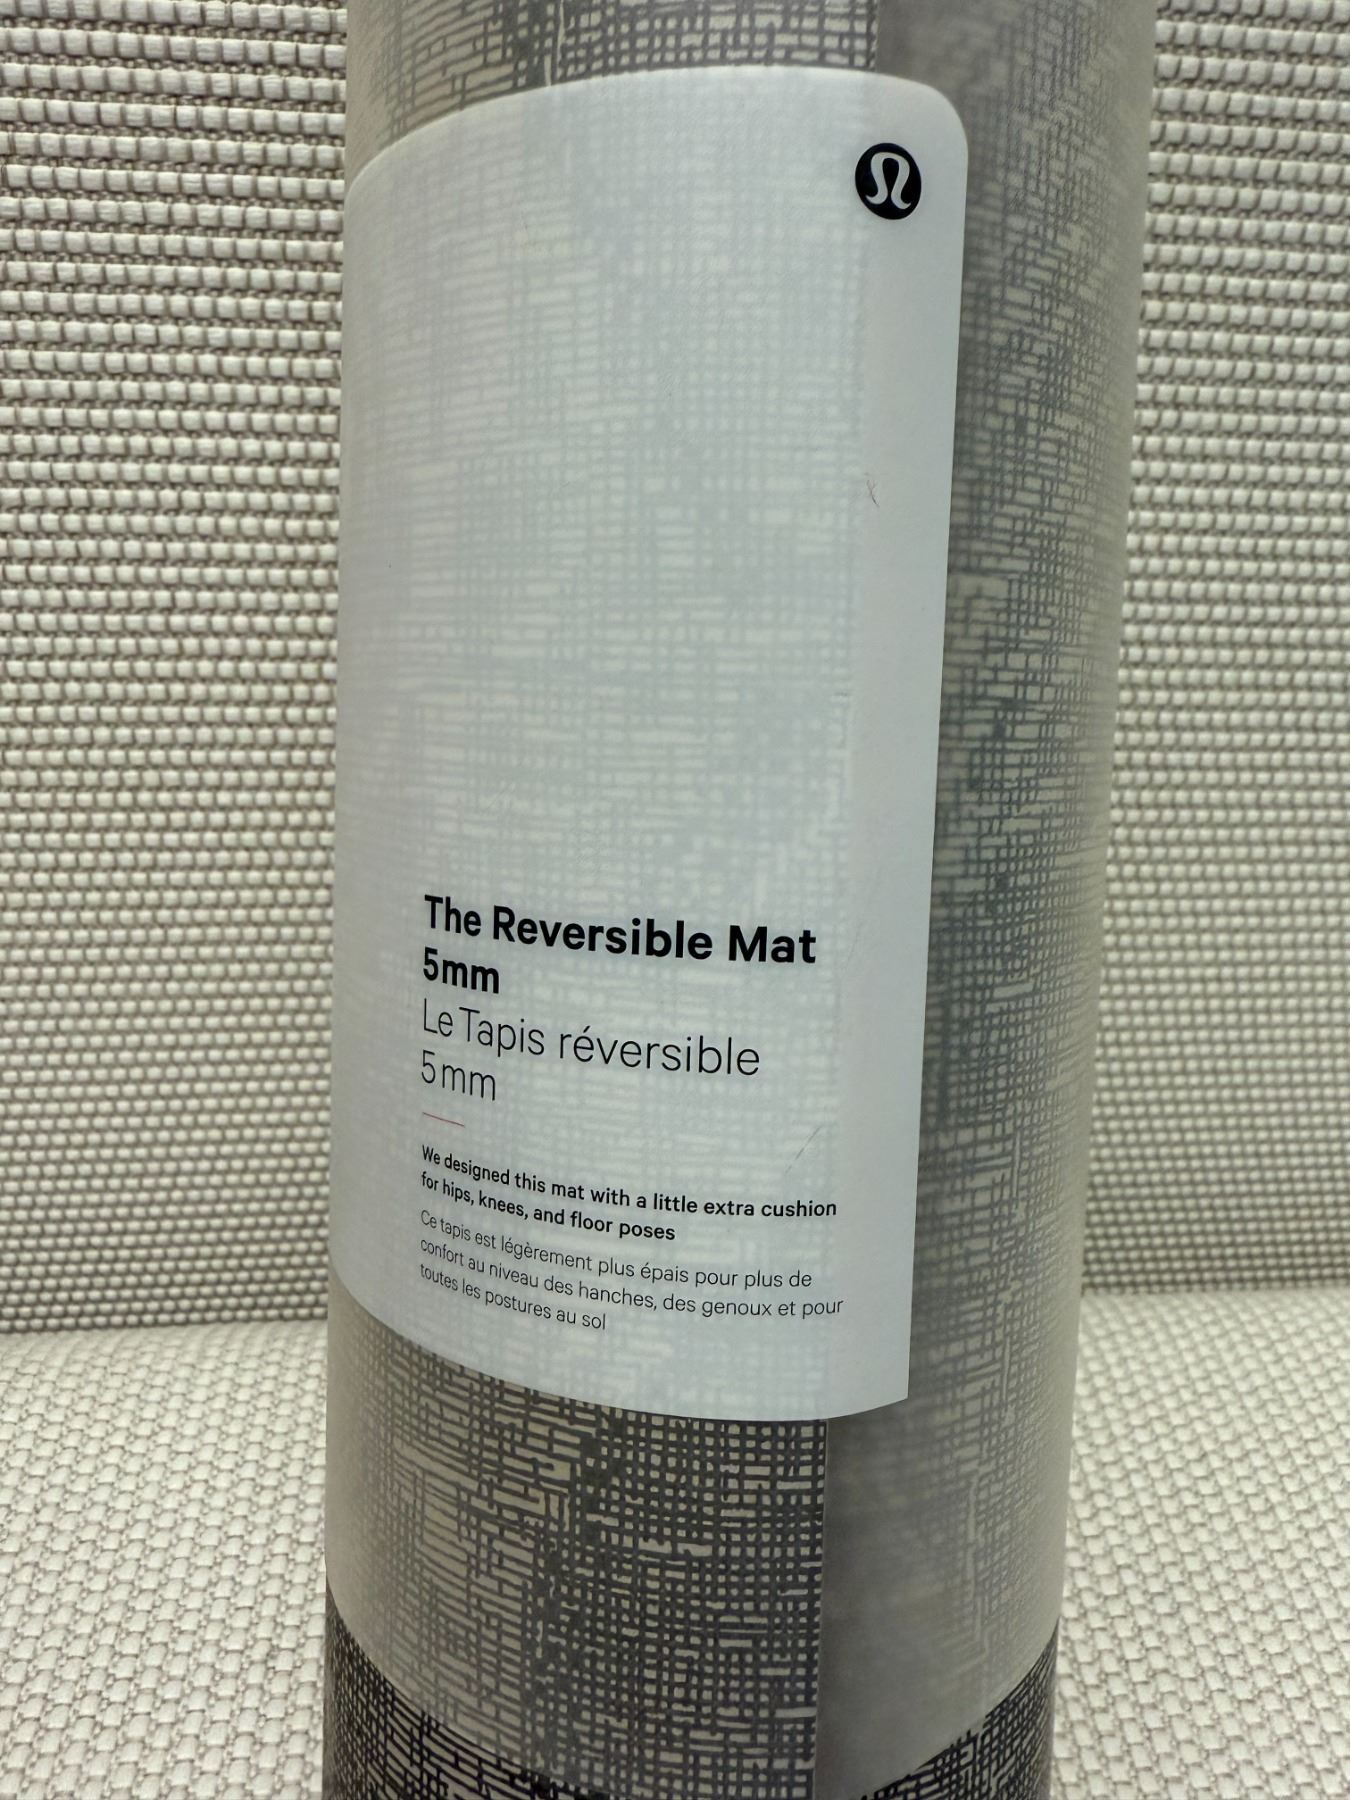 The Reversible Mat
5mm
Le Tapis réversible
5mm
We designed this mat with a little extra cushion
for hips, knees, and floor poses
Ce tapis est légèrement plus épais pour plus de
confort au niveau des hanches, des genoux et pour
toutes les postures au sol